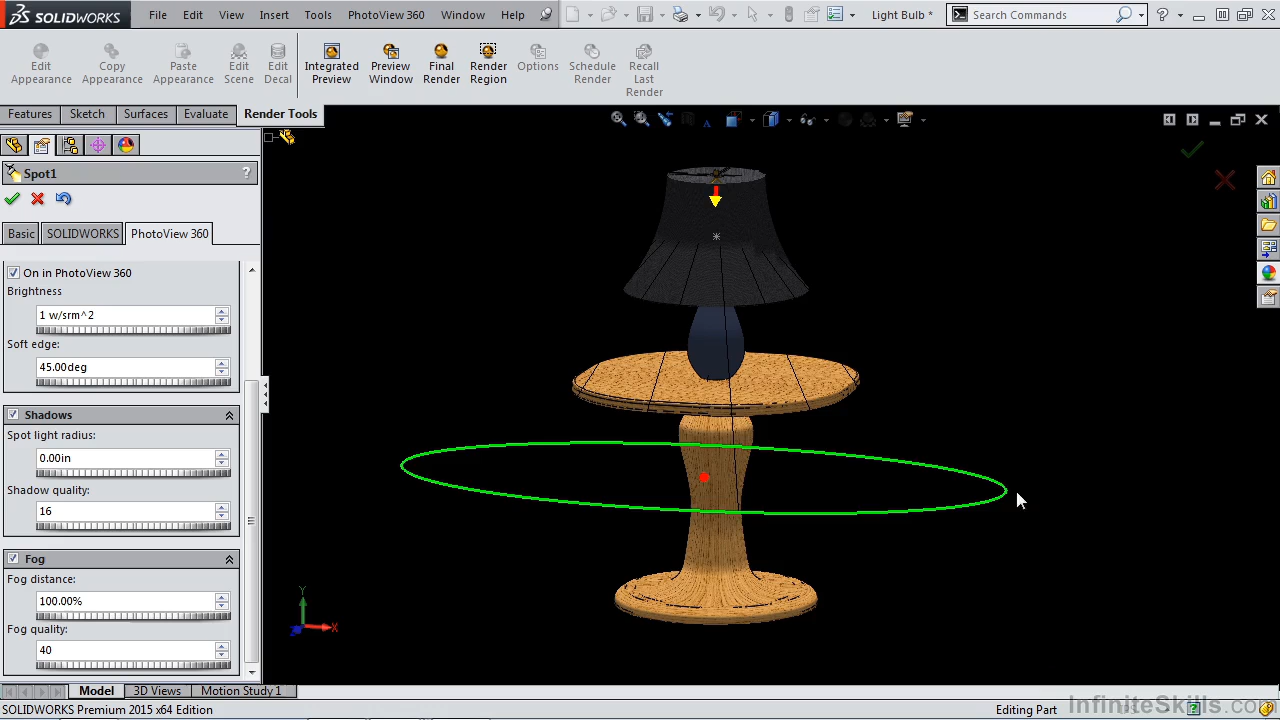 SOLIDWORKS File Edit View Insert Tools PhotoView 360 Window Help Light Bulb * Search Commands
Edit Appearance
Copy Appearance
Paste Appearance
Edit Scene
Edit Decal
Integrated Preview
Preview Window
Final Render
Render Region
Options
Schedule Render
Recall Last Render
Features Sketch Surfaces Evaluate Render Tools
Spot1 ?
Basic SOLIDWORKS PhotoView 360
On in PhotoView 360
Brightness
1 w/srm^2
Soft edge:
45.00deg
Shadows
Spot light radius:
0.00in
Shadow quality:
16
Fog
Fog distance:
100.00%
Fog quality:
40
Y
X
Z
Model 3D Views Motion Study 1
SOLIDWORKS Premium 2015 x64 Edition Editing Part
InfiniteSkills.com